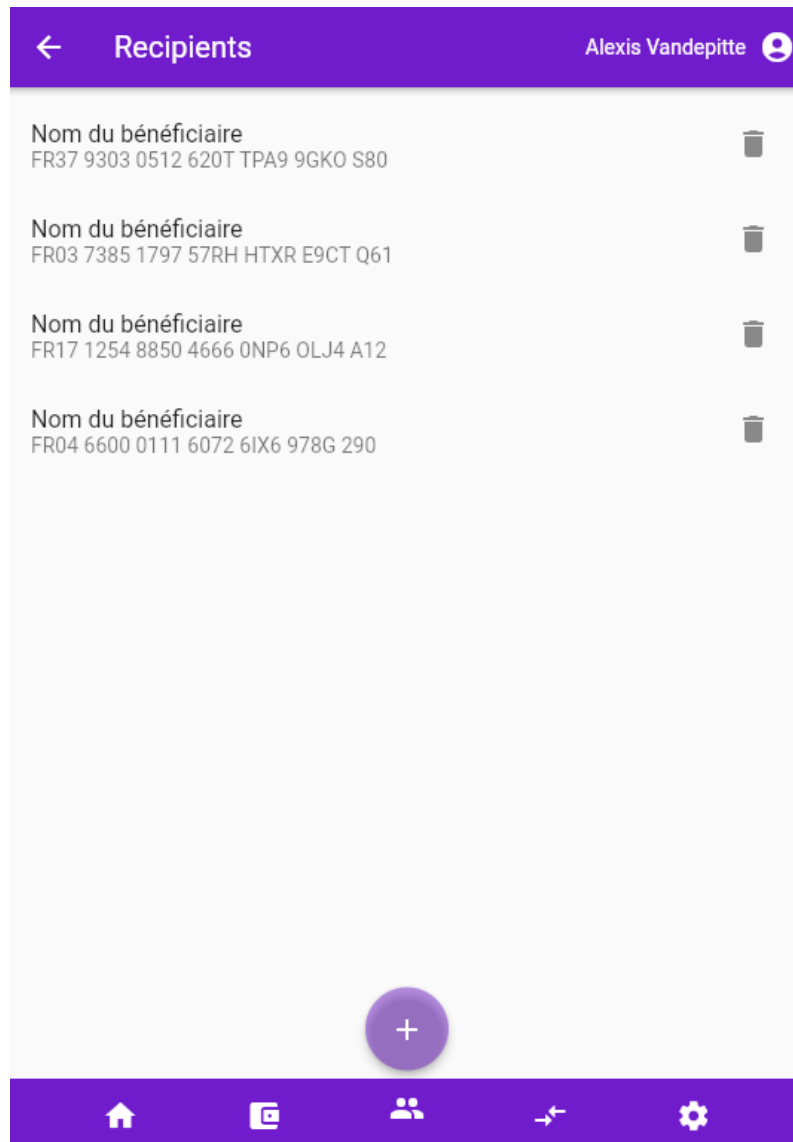 Recipients
Alexis Vandepitte
Nom du bénéficiaire
FR37 9303 0512 620T TPA9 9GKO S80
Nom du bénéficiaire
FR03 7385 1797 57RH HTXR E9CT Q61
Nom du bénéficiaire
FR17 1254 8850 4666 0NP6 OLJ4 A12
Nom du bénéficiaire
FR04 6600 0111 6072 6IX6 978G 290